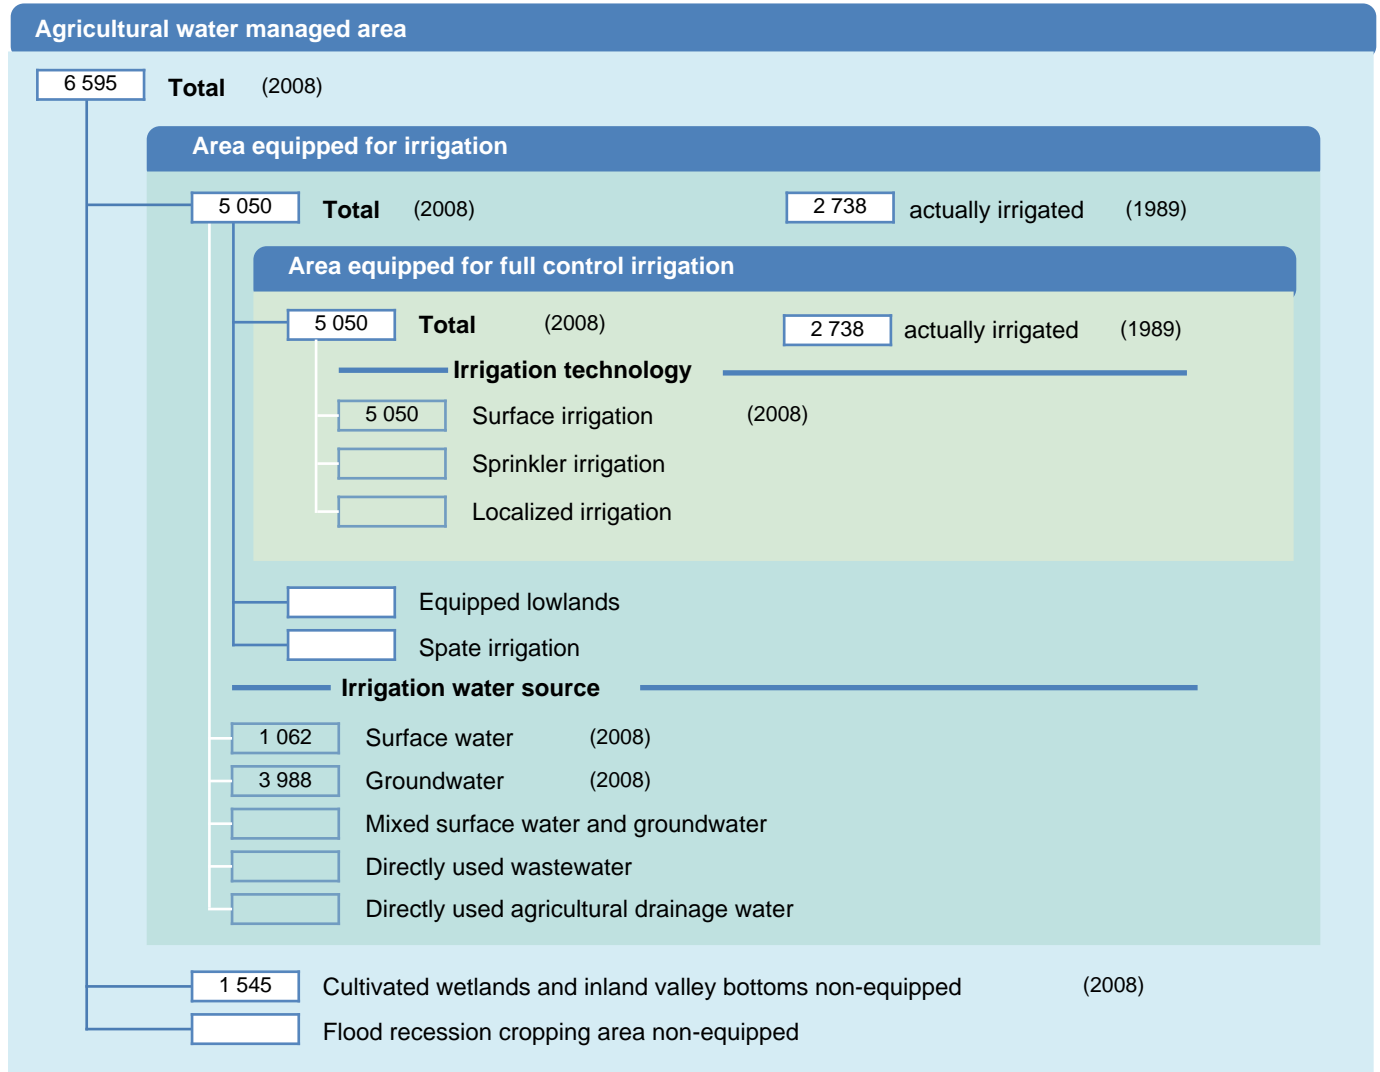 Agricultural water managed area
6 595 Total (2008)
Area equipped for irrigation
5 050 Total (2008) 2 738 actually irrigated (1989)
Area equipped for full control irrigation
5 050 Total (2008) 2 738 actually irrigated (1989)
Irrigation technology
5 050 Surface irrigation (2008)
Sprinkler irrigation
Localized irrigation
Equipped lowlands
Spate irrigation
Irrigation water source
1 062 Surface water (2008)
3 988 Groundwater (2008)
Mixed surface water and groundwater
Directly used wastewater
Directly used agricultural drainage water
1 545 Cultivated wetlands and inland valley bottoms non-equipped (2008)
Flood recession cropping area non-equipped